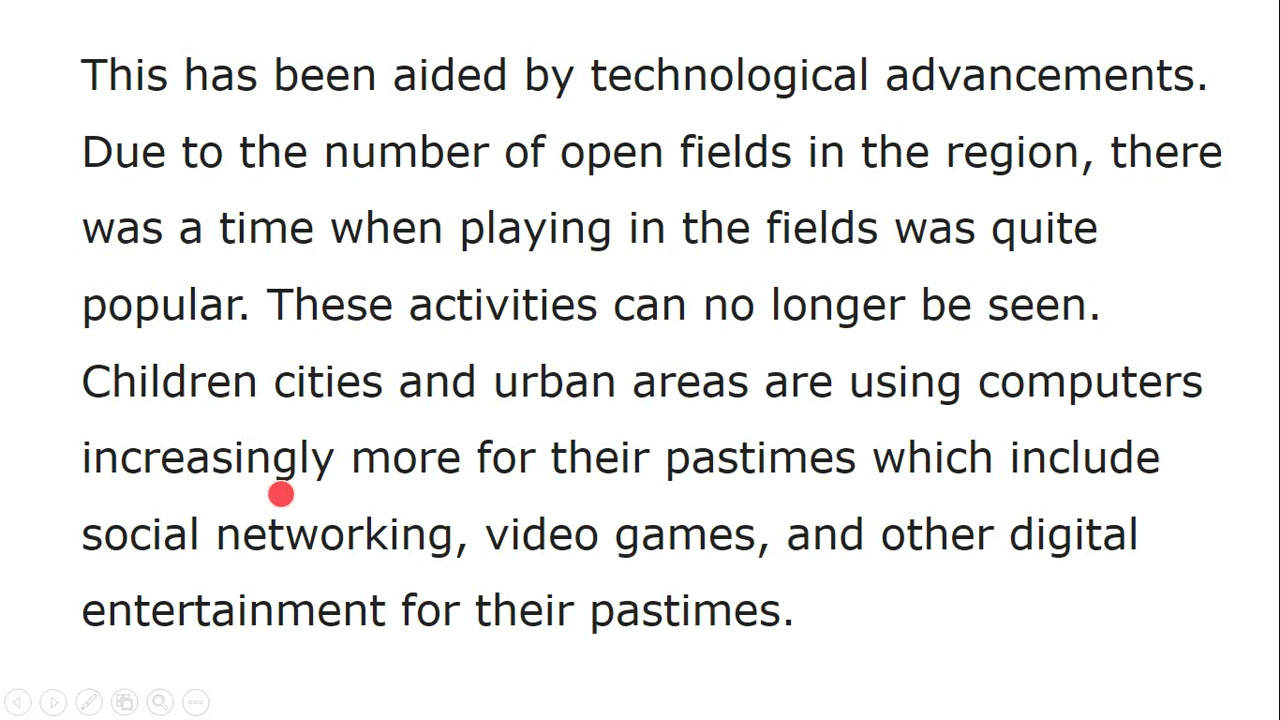 This has been aided by technological advancements.
Due to the number of open fields in the region, there
was a time when playing in the fields was quite
popular. These activities can no longer be seen.
Children cities and urban areas are using computers
increasingly more for their pastimes which include
social networking, video games, and other digital
entertainment for their pastimes.